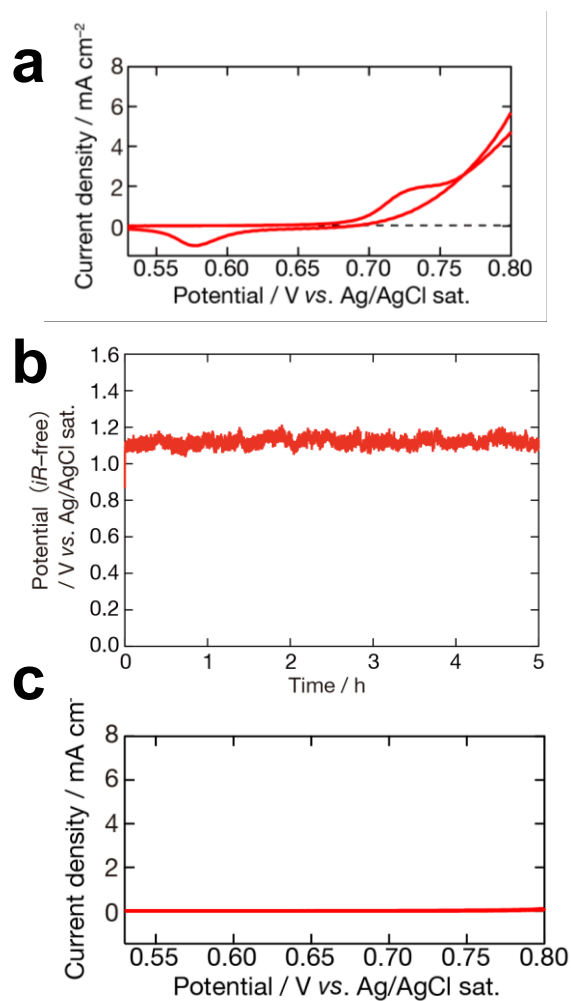 a
Current density / mA cm⁻²
8
6
4
2
0
0.55 0.60 0.65 0.70 0.75 0.80
Potential / V vs. Ag/AgCl sat.
b
Potential (iR–free)
/ V vs. Ag/AgCl sat.
1.6
1.4
1.2
1.0
0.8
0.6
0.4
0.2
0.0
0 1 2 3 4 5
Time / h
c
Current density / mA cm⁻
8
6
4
2
0
0.55 0.60 0.65 0.70 0.75 0.80
Potential / V vs. Ag/AgCl sat.